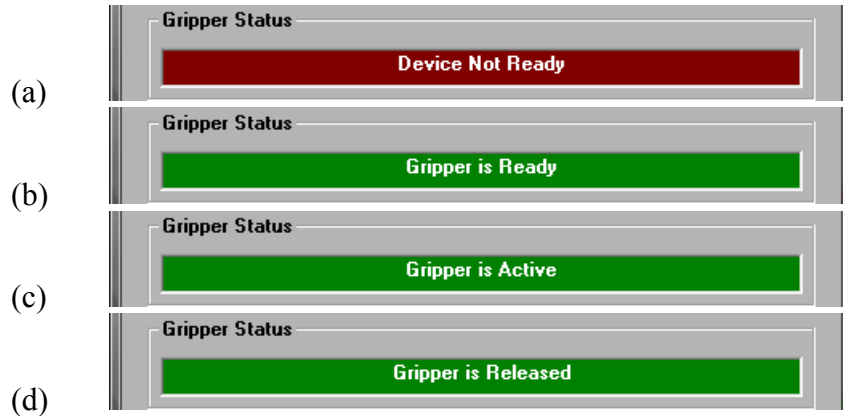 Gripper Status
Device Not Ready
(a)
Gripper Status
Gripper is Ready
(b)
Gripper Status
Gripper is Active
(c)
Gripper Status
Gripper is Released
(d)